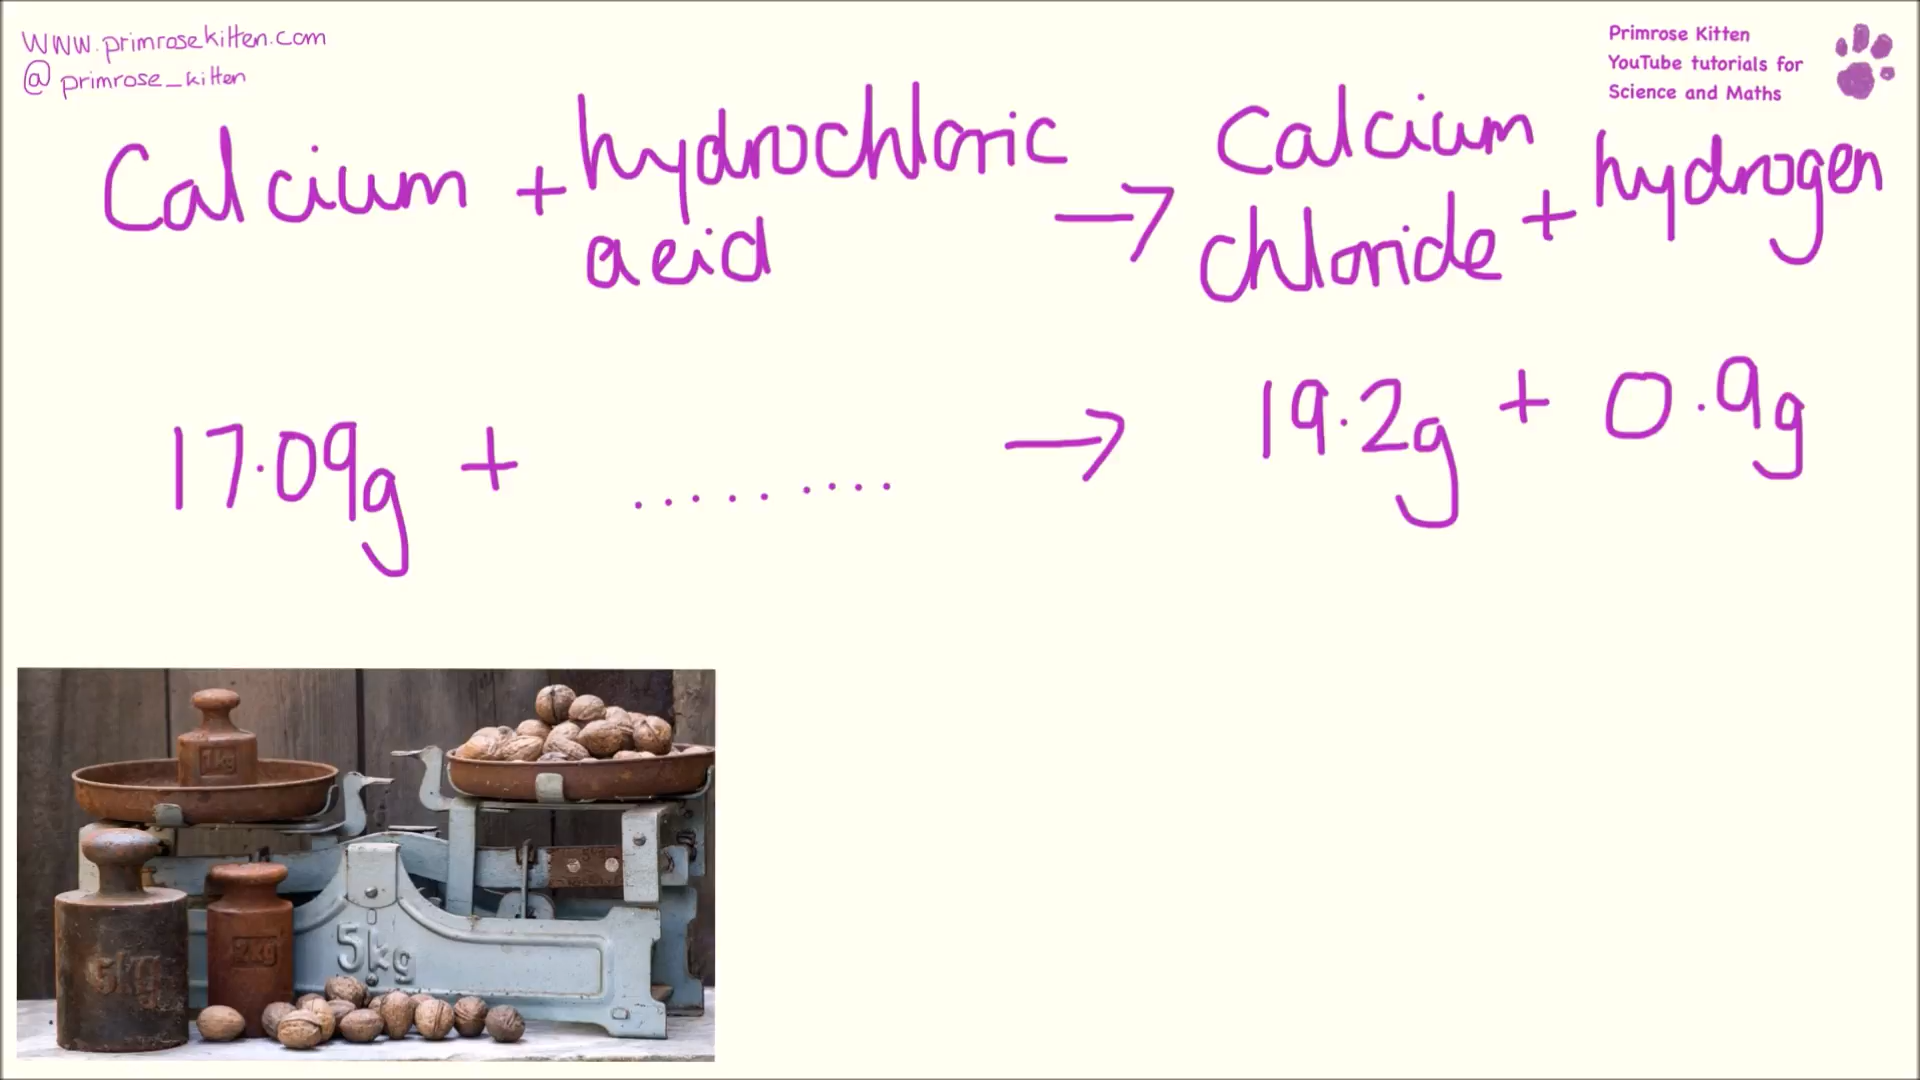 www.primrosekitten.com
@primrose_kitten
Primrose Kitten
YouTube tutorials for
Science and Maths
Calcium + hydrochloric acid → Calcium chloride + hydrogen
17.09g + ......... → 19.2g + 0.9g
1kg
5kg
2kg
5kg